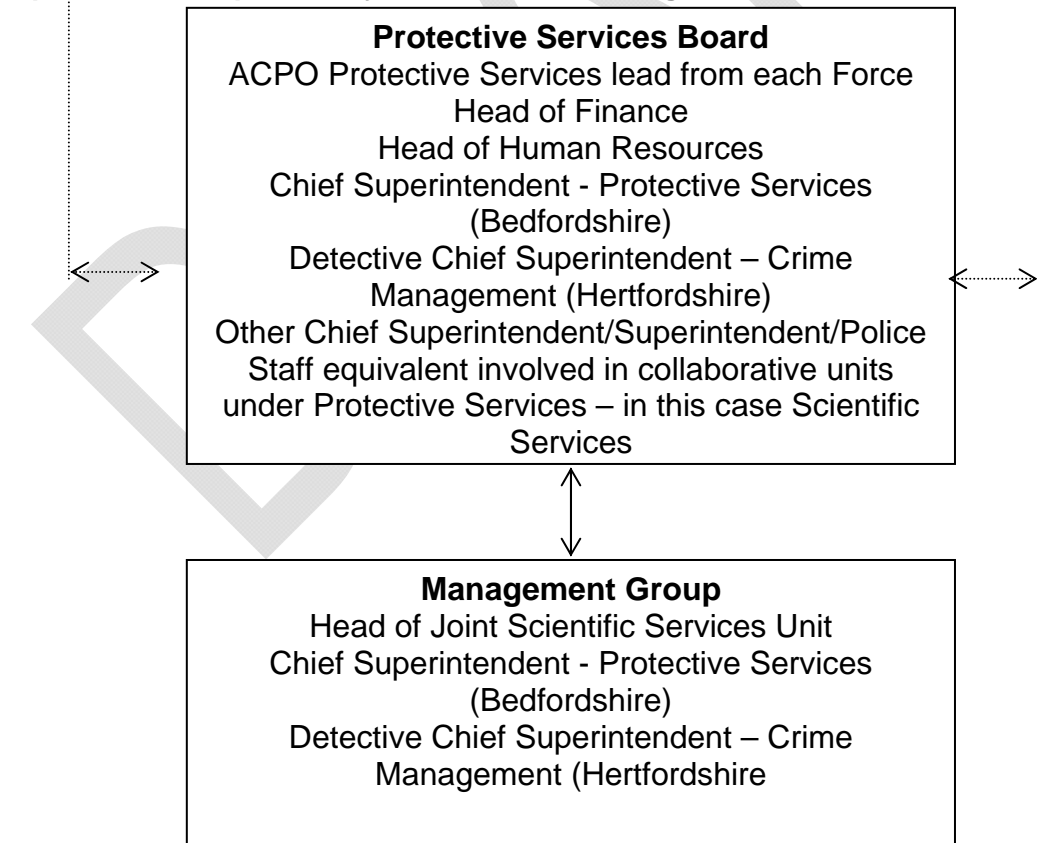 Protective Services Board
ACPO Protective Services lead from each Force
Head of Finance
Head of Human Resources
Chief Superintendent - Protective Services
(Bedfordshire)
Detective Chief Superintendent – Crime
Management (Hertfordshire)
Other Chief Superintendent/Superintendent/Police
Staff equivalent involved in collaborative units
under Protective Services – in this case Scientific
Services
Management Group
Head of Joint Scientific Services Unit
Chief Superintendent - Protective Services
(Bedfordshire)
Detective Chief Superintendent – Crime
Management (Hertfordshire